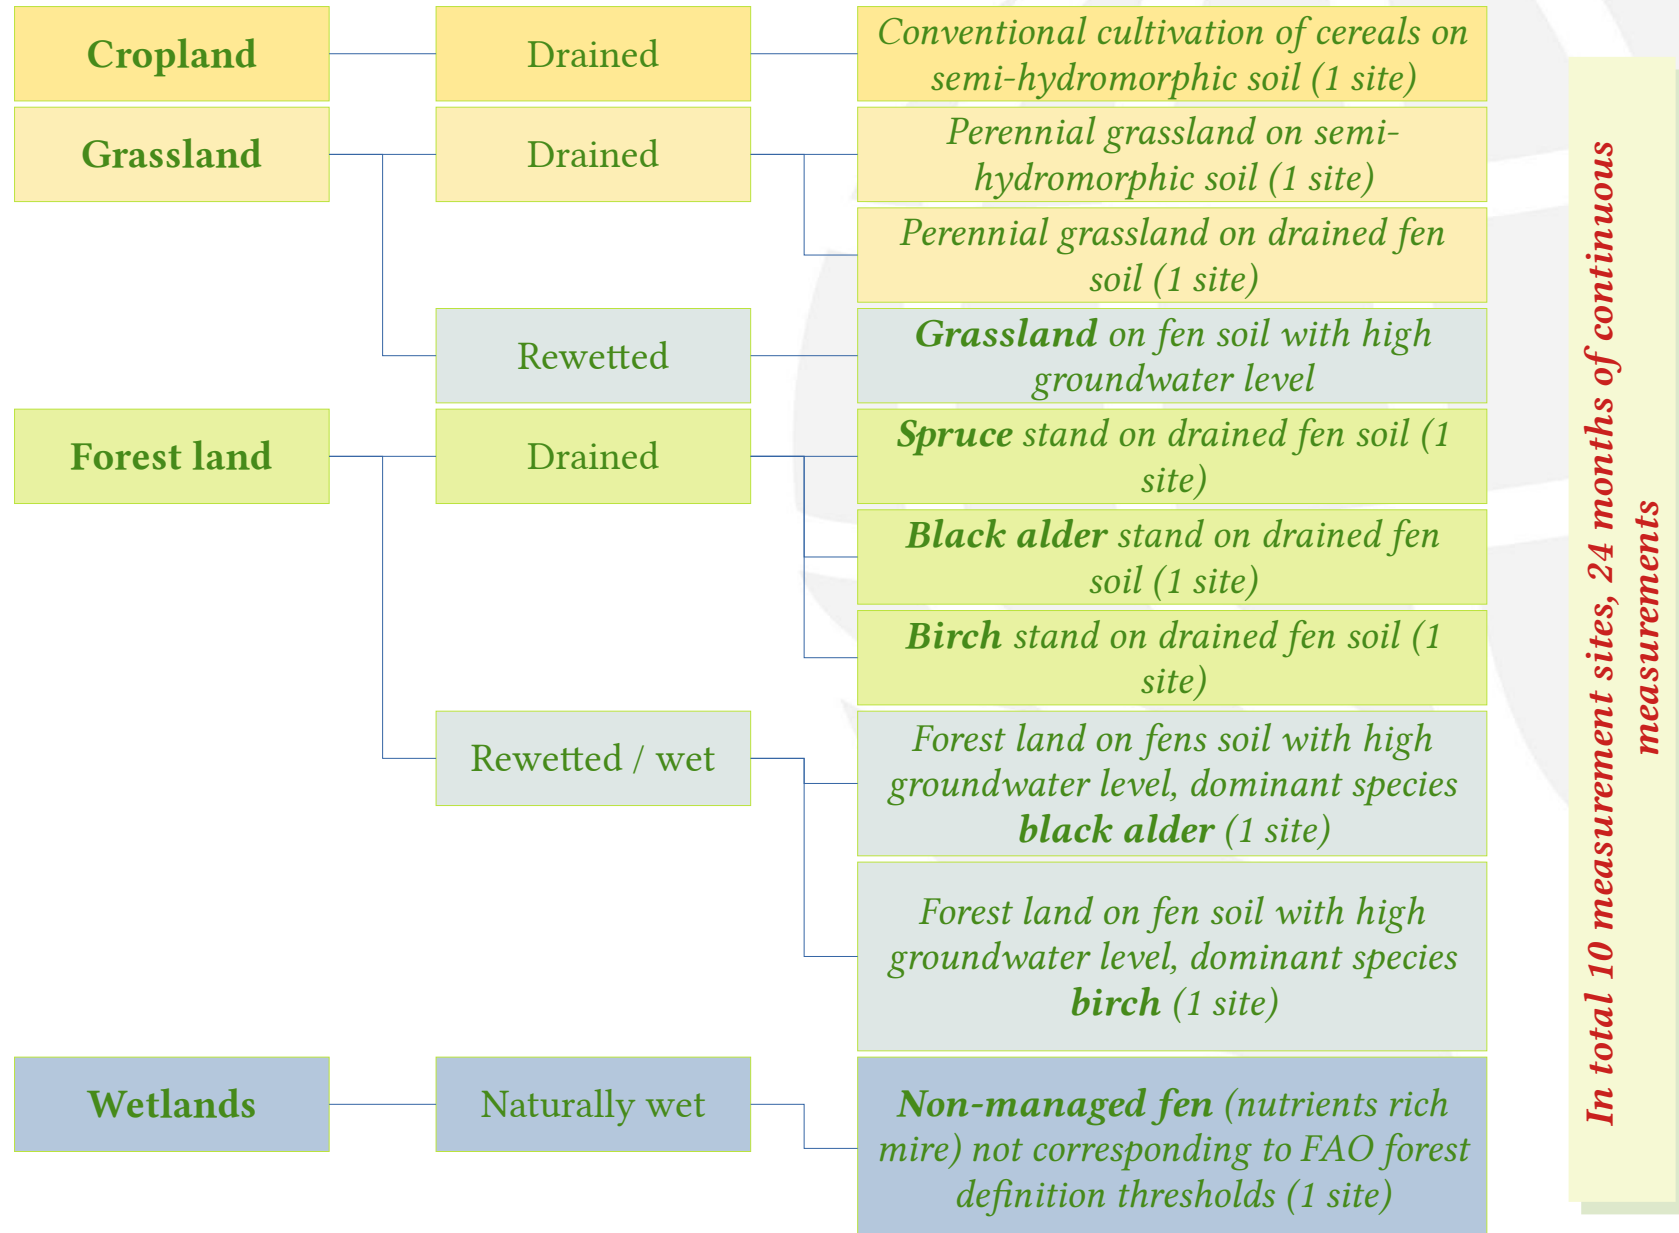 Cropland
Drained
Conventional cultivation of cereals on
semi-hydromorphic soil (1 site)
Grassland
Drained
Perennial grassland on semi-
hydromorphic soil (1 site)
Perennial grassland on drained fen
soil (1 site)
Rewetted
Grassland on fen soil with high
groundwater level
Forest land
Drained
Spruce stand on drained fen soil (1
site)
Black alder stand on drained fen
soil (1 site)
Birch stand on drained fen soil (1
site)
Rewetted / wet
Forest land on fens soil with high
groundwater level, dominant species
black alder (1 site)
Forest land on fen soil with high
groundwater level, dominant species
birch (1 site)
Wetlands
Naturally wet
Non-managed fen (nutrients rich
mire) not corresponding to FAO forest
definition thresholds (1 site)
In total 10 measurement sites, 24 months of continuous
measurements